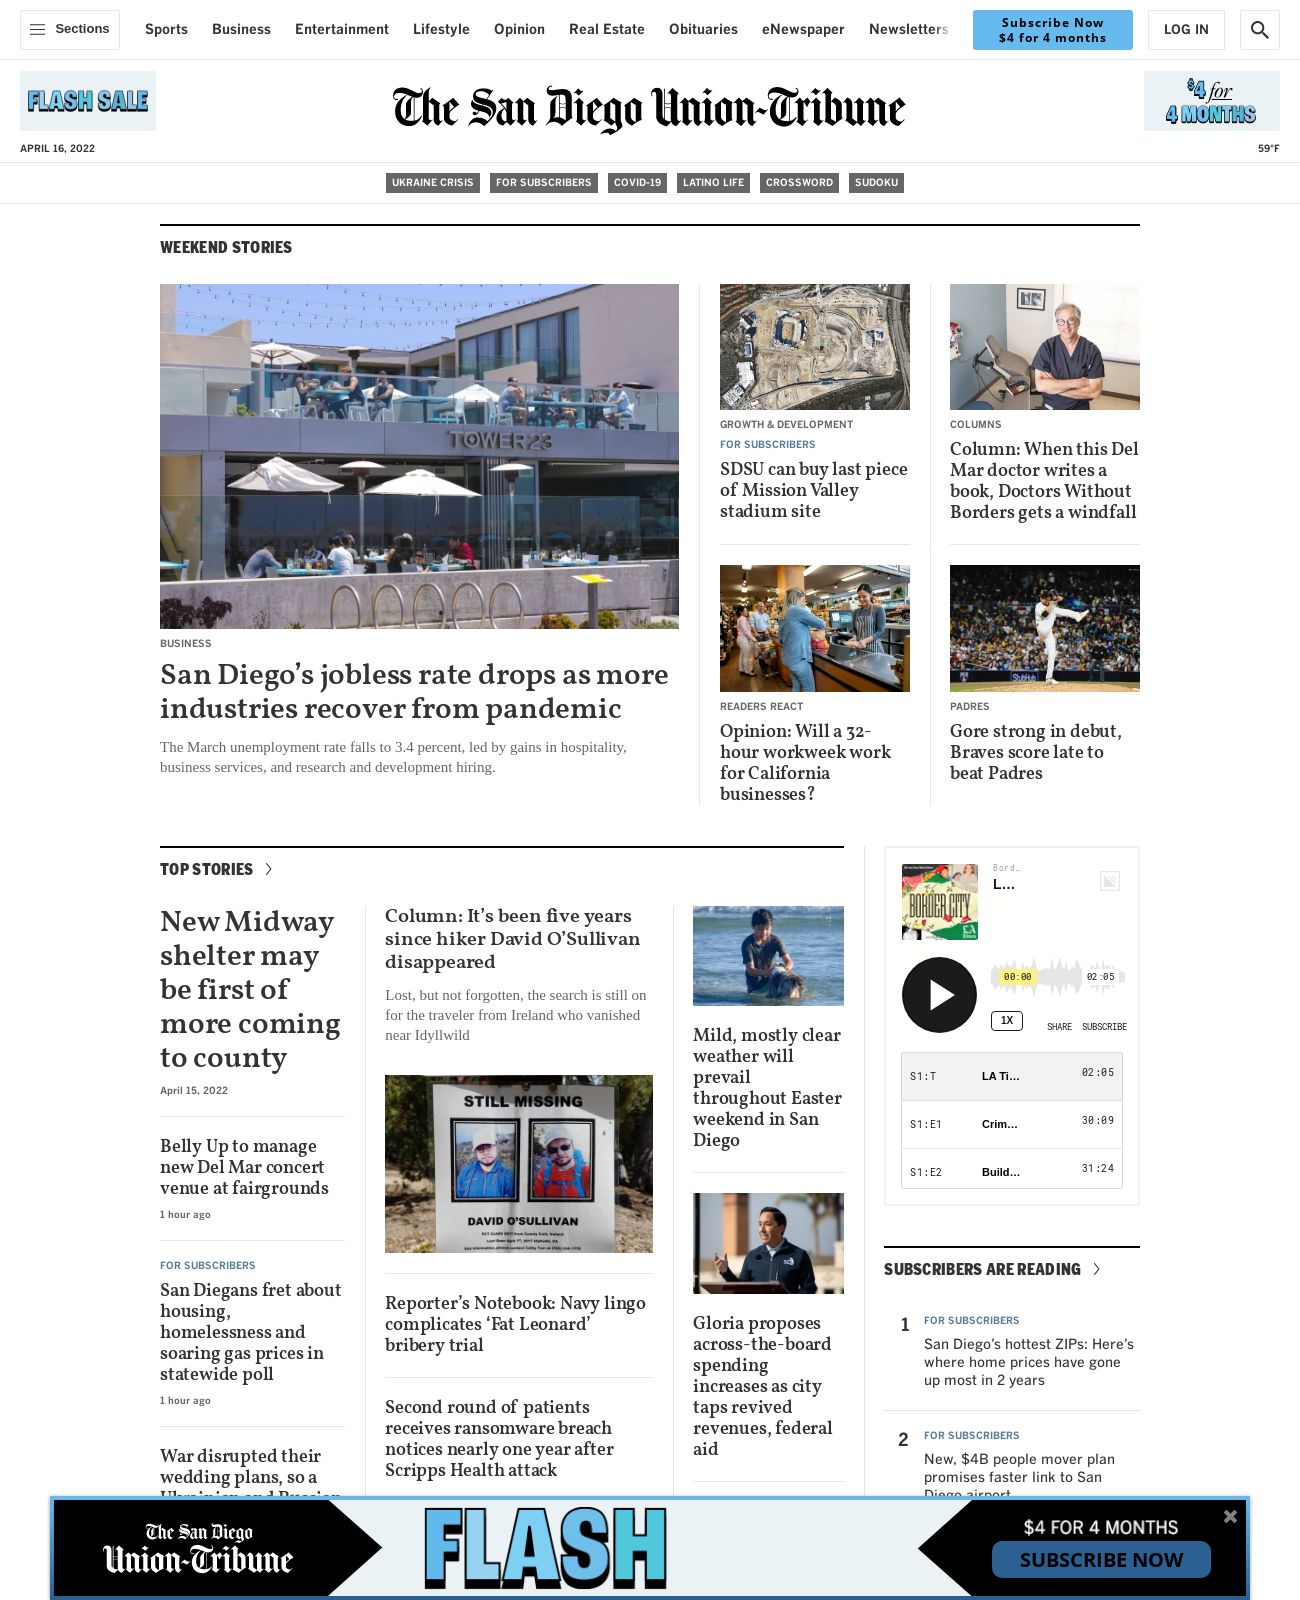 Sections
Sports
Business
Entertainment
Lifestyle
Opinion
Real Estate
Obituaries
eNewspaper
Newsletters
Subscribe Now
$4 for 4 months
LOG IN
FLASH SALE
The San Diego Union-Tribune
$4 for
4 MONTHS
APRIL 16, 2022
59°F
UKRAINE CRISIS
FOR SUBSCRIBERS
COVID-19
LATINO LIFE
CROSSWORD
SUDOKU
WEEKEND STORIES
TOWER23
BUSINESS
San Diego’s jobless rate drops as more
industries recover from pandemic
The March unemployment rate falls to 3.4 percent, led by gains in hospitality,
business services, and research and development hiring.
GROWTH & DEVELOPMENT
FOR SUBSCRIBERS
SDSU can buy last piece
of Mission Valley
stadium site
COLUMNS
Column: When this Del
Mar doctor writes a
book, Doctors Without
Borders gets a windfall
READERS REACT
Opinion: Will a 32-
hour workweek work
for California
businesses?
StubHub
PADRES
Gore strong in debut,
Braves score late to
beat Padres
TOP STORIES
New Midway
shelter may
be first of
more coming
to county
April 15, 2022
Belly Up to manage
new Del Mar concert
venue at fairgrounds
1 hour ago
FOR SUBSCRIBERS
San Diegans fret about
housing,
homelessness and
soaring gas prices in
statewide poll
1 hour ago
War disrupted their
wedding plans, so a
Ukrainian and Russian
Column: It’s been five years
since hiker David O’Sullivan
disappeared
Lost, but not forgotten, the search is still on
for the traveler from Ireland who vanished
near Idyllwild
STILL MISSING
DAVID O’SULLIVAN
Reporter’s Notebook: Navy lingo
complicates ‘Fat Leonard’
bribery trial
Second round of patients
receives ransomware breach
notices nearly one year after
Scripps Health attack
Mild, mostly clear
weather will
prevail
throughout Easter
weekend in San
Diego
Gloria proposes
across-the-board
spending
increases as city
taps revived
revenues, federal
aid
BORDER CITY
LA
Times
Bord…
L…
00:00
02:05
1X
SHARE
SUBSCRIBE
S1:T
LA Ti…
02:05
S1:E1
Crim…
30:09
S1:E2
Build…
31:24
SUBSCRIBERS ARE READING
1
FOR SUBSCRIBERS
San Diego’s hottest ZIPs: Here’s
where home prices have gone
up most in 2 years
2
FOR SUBSCRIBERS
New, $4B people mover plan
promises faster link to San
Diego airport
The San Diego
Union-Tribune
FLASH
$4 FOR 4 MONTHS
SUBSCRIBE NOW